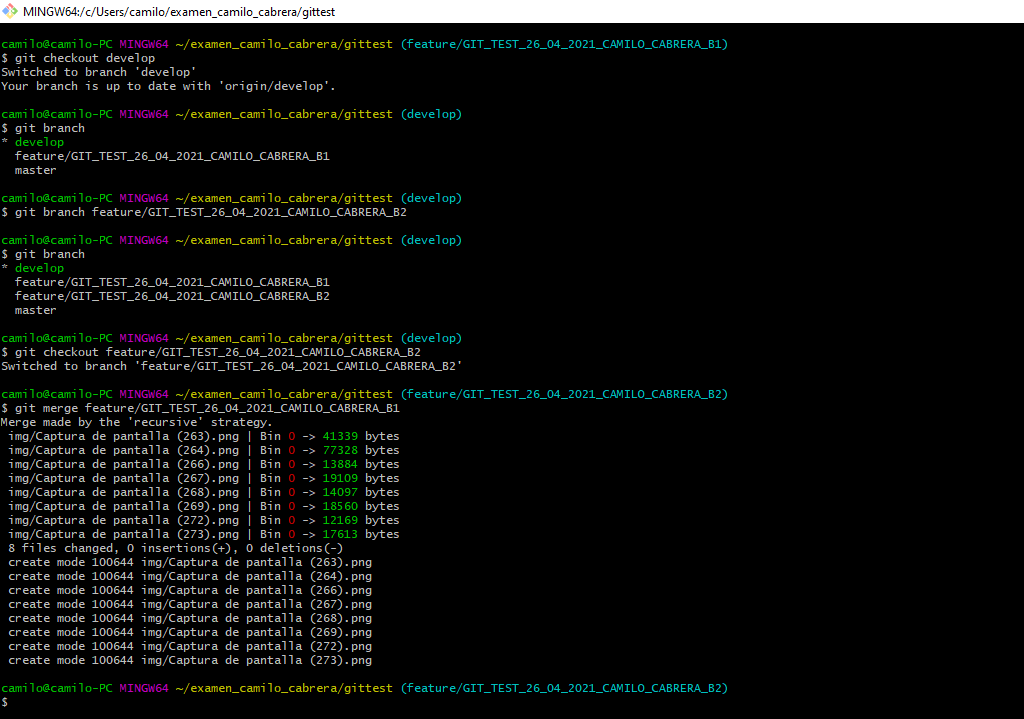 MINGW64:/c/Users/camilo/examen_camilo_cabrera/gittest
camilo@camilo-PC MINGW64 ~/examen_camilo_cabrera/gittest (feature/GIT_TEST_26_04_2021_CAMILO_CABRERA_B1)
$ git checkout develop
Switched to branch 'develop'
Your branch is up to date with 'origin/develop'.
camilo@camilo-PC MINGW64 ~/examen_camilo_cabrera/gittest (develop)
$ git branch
* develop
  feature/GIT_TEST_26_04_2021_CAMILO_CABRERA_B1
  master
camilo@camilo-PC MINGW64 ~/examen_camilo_cabrera/gittest (develop)
$ git branch feature/GIT_TEST_26_04_2021_CAMILO_CABRERA_B2
camilo@camilo-PC MINGW64 ~/examen_camilo_cabrera/gittest (develop)
$ git branch
* develop
  feature/GIT_TEST_26_04_2021_CAMILO_CABRERA_B1
  feature/GIT_TEST_26_04_2021_CAMILO_CABRERA_B2
  master
camilo@camilo-PC MINGW64 ~/examen_camilo_cabrera/gittest (develop)
$ git checkout feature/GIT_TEST_26_04_2021_CAMILO_CABRERA_B2
Switched to branch 'feature/GIT_TEST_26_04_2021_CAMILO_CABRERA_B2'
camilo@camilo-PC MINGW64 ~/examen_camilo_cabrera/gittest (feature/GIT_TEST_26_04_2021_CAMILO_CABRERA_B2)
$ git merge feature/GIT_TEST_26_04_2021_CAMILO_CABRERA_B1
Merge made by the 'recursive' strategy.
 img/Captura de pantalla (263).png | Bin 0 -> 41339 bytes
 img/Captura de pantalla (264).png | Bin 0 -> 77328 bytes
 img/Captura de pantalla (266).png | Bin 0 -> 13884 bytes
 img/Captura de pantalla (267).png | Bin 0 -> 19109 bytes
 img/Captura de pantalla (268).png | Bin 0 -> 14097 bytes
 img/Captura de pantalla (269).png | Bin 0 -> 18560 bytes
 img/Captura de pantalla (272).png | Bin 0 -> 12169 bytes
 img/Captura de pantalla (273).png | Bin 0 -> 17613 bytes
 8 files changed, 0 insertions(+), 0 deletions(-)
 create mode 100644 img/Captura de pantalla (263).png
 create mode 100644 img/Captura de pantalla (264).png
 create mode 100644 img/Captura de pantalla (266).png
 create mode 100644 img/Captura de pantalla (267).png
 create mode 100644 img/Captura de pantalla (268).png
 create mode 100644 img/Captura de pantalla (269).png
 create mode 100644 img/Captura de pantalla (272).png
 create mode 100644 img/Captura de pantalla (273).png
camilo@camilo-PC MINGW64 ~/examen_camilo_cabrera/gittest (feature/GIT_TEST_26_04_2021_CAMILO_CABRERA_B2)
$